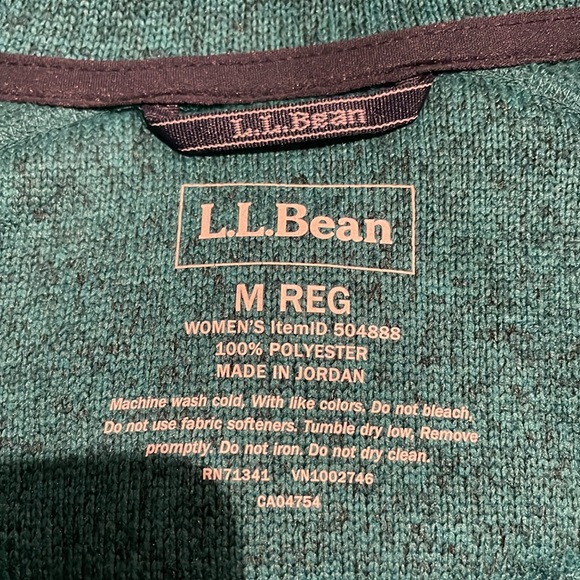 L.L.Bean
L.L.Bean
M REG
WOMEN'S ItemID 504888
100% POLYESTER
MADE IN JORDAN
Machine wash cold, With like colors, Do not bleach,
Do not use fabric softeners. Tumble dry low, Remove
promptly. Do not iron. Do not dry clean.
RN71341 VN1002746
CA04754